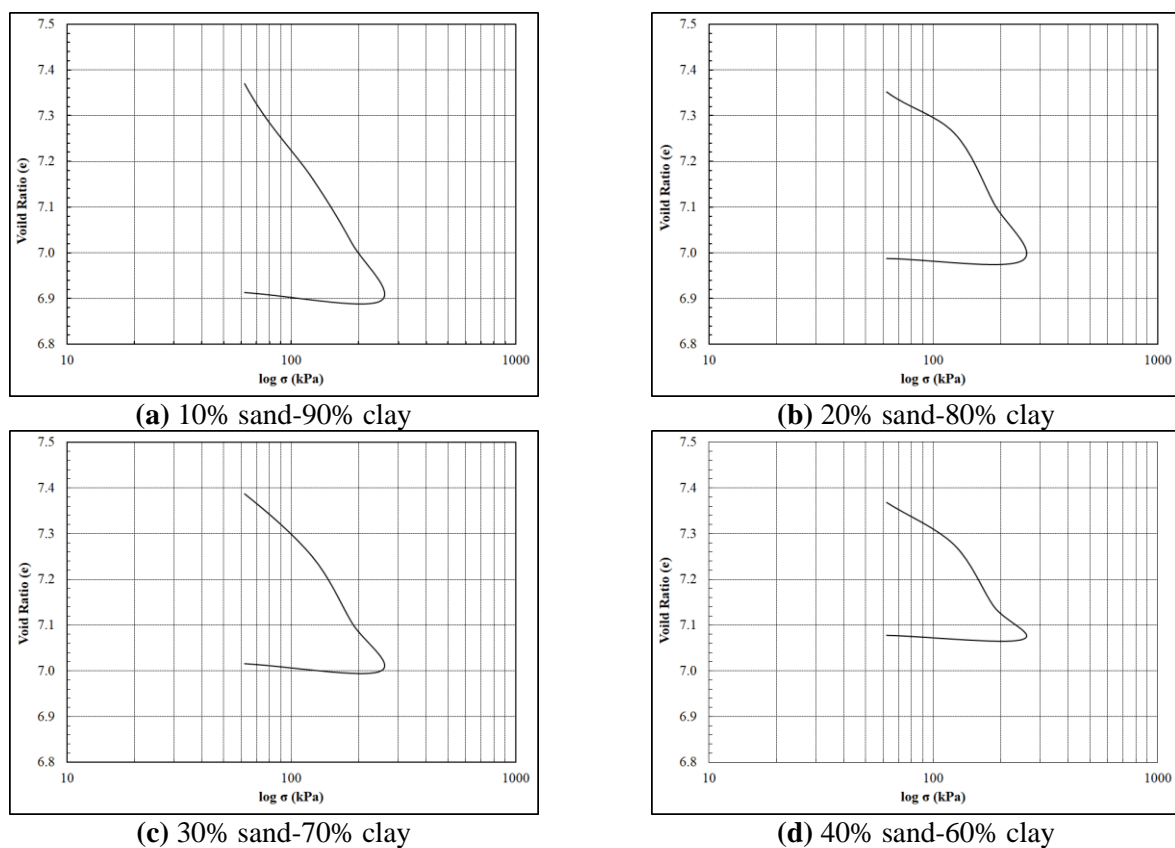 7.5
7.4
7.3
7.2
7.1
7.0
6.9
6.8
Voild Ratio (e)
10 100 1000
log σ (kPa)
(a) 10% sand-90% clay
7.5
7.4
7.3
7.2
7.1
7.0
6.9
6.8
Voild Ratio (e)
10 100 1000
log σ (kPa)
(b) 20% sand-80% clay
7.5
7.4
7.3
7.2
7.1
7.0
6.9
6.8
Void Ratio (e)
10 100 1000
log σ (kPa)
(c) 30% sand-70% clay
7.5
7.4
7.3
7.2
7.1
7.0
6.9
6.8
Voild Ratio (e)
10 100 1000
log σ (kPa)
(d) 40% sand-60% clay